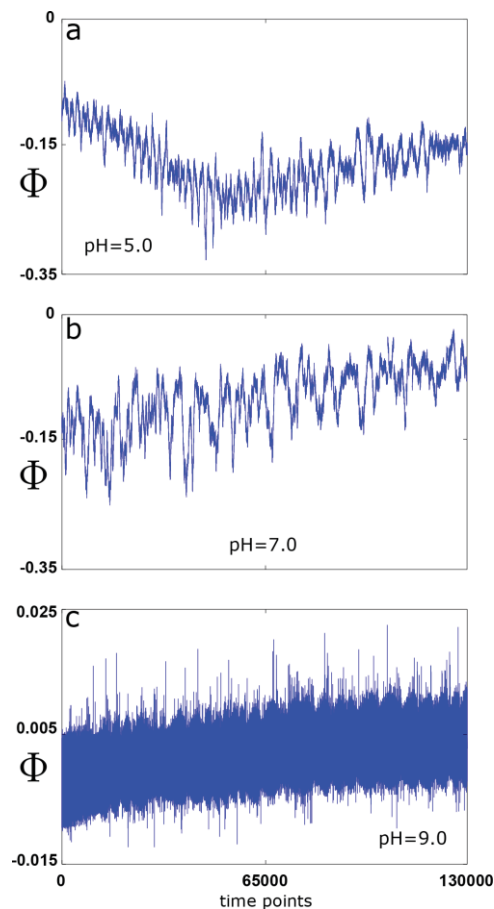 0
a
-0.15
Φ
pH=5.0
-0.35
0
b
-0.15
Φ
pH=7.0
-0.35
0.025
c
0.005
Φ
pH=9.0
-0.015
0 65000 130000
time points